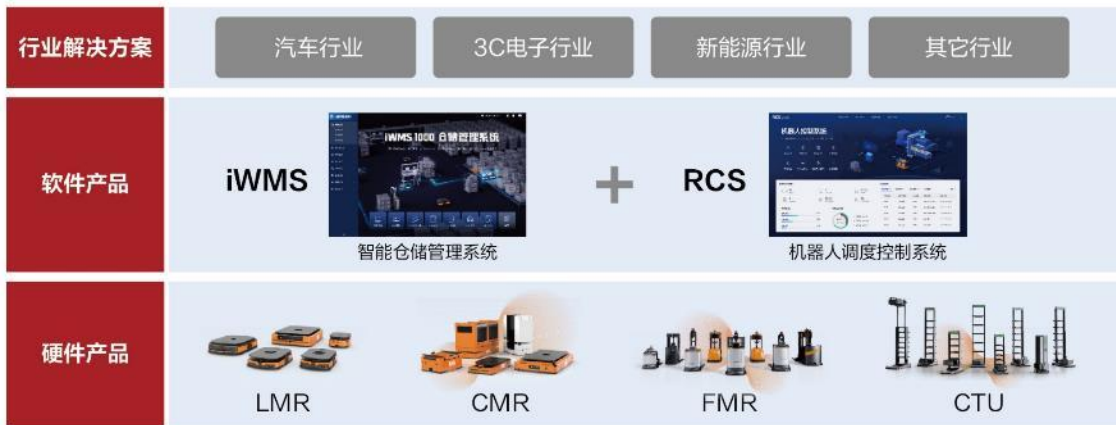 行业解决方案
汽车行业
3C电子行业
新能源行业
其它行业
软件产品
iWMS
iWMS 1000 仓储管理系统
智能仓储管理系统
RCS
机器人控制系统
机器人调度控制系统
硬件产品
LMR
CMR
FMR
CTU